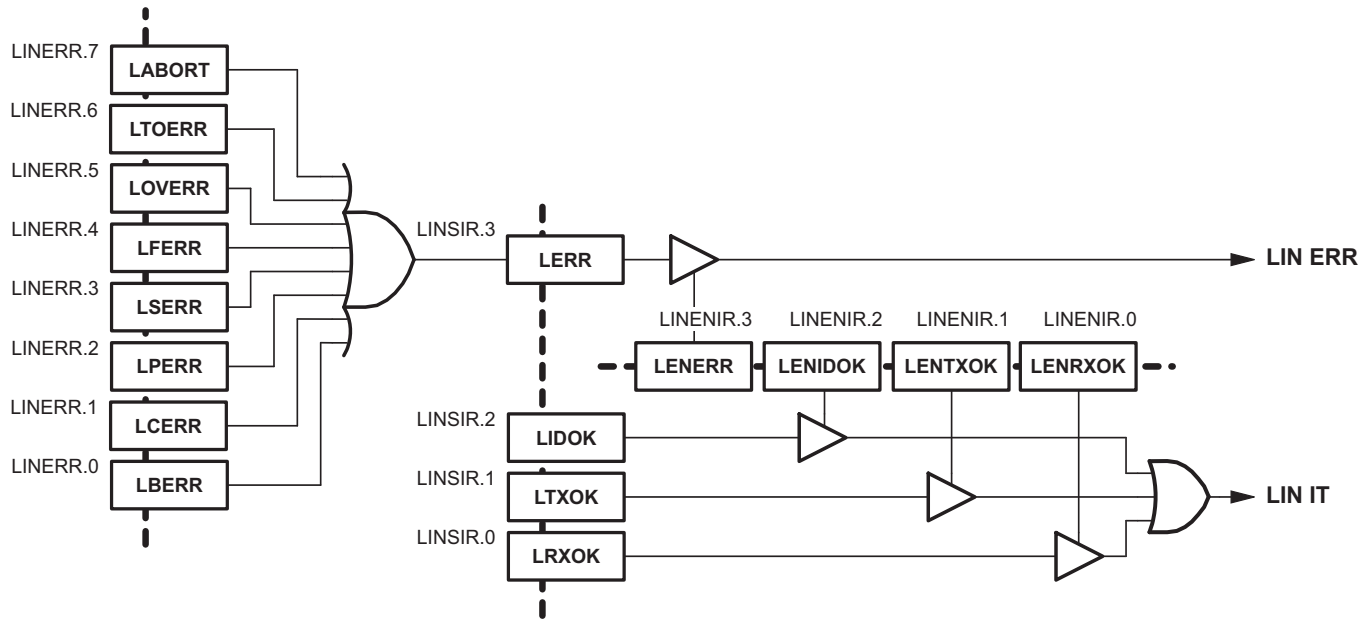 LINERR.7
LABORT
LINERR.6
LTOERR
LINERR.5
LOVERR
LINERR.4
LFERR
LINERR.3
LSERR
LINERR.2
LPERR
LINERR.1
LCERR
LINERR.0
LBERR
LINSIR.3
LERR
LIN ERR
LINENIR.3
LINENIR.2
LINENIR.1
LINENIR.0
LENERR
LENIDOK
LENTXOK
LENRXOK
LINSIR.2
LIDOK
LINSIR.1
LTXOK
LIN IT
LINSIR.0
LRXOK